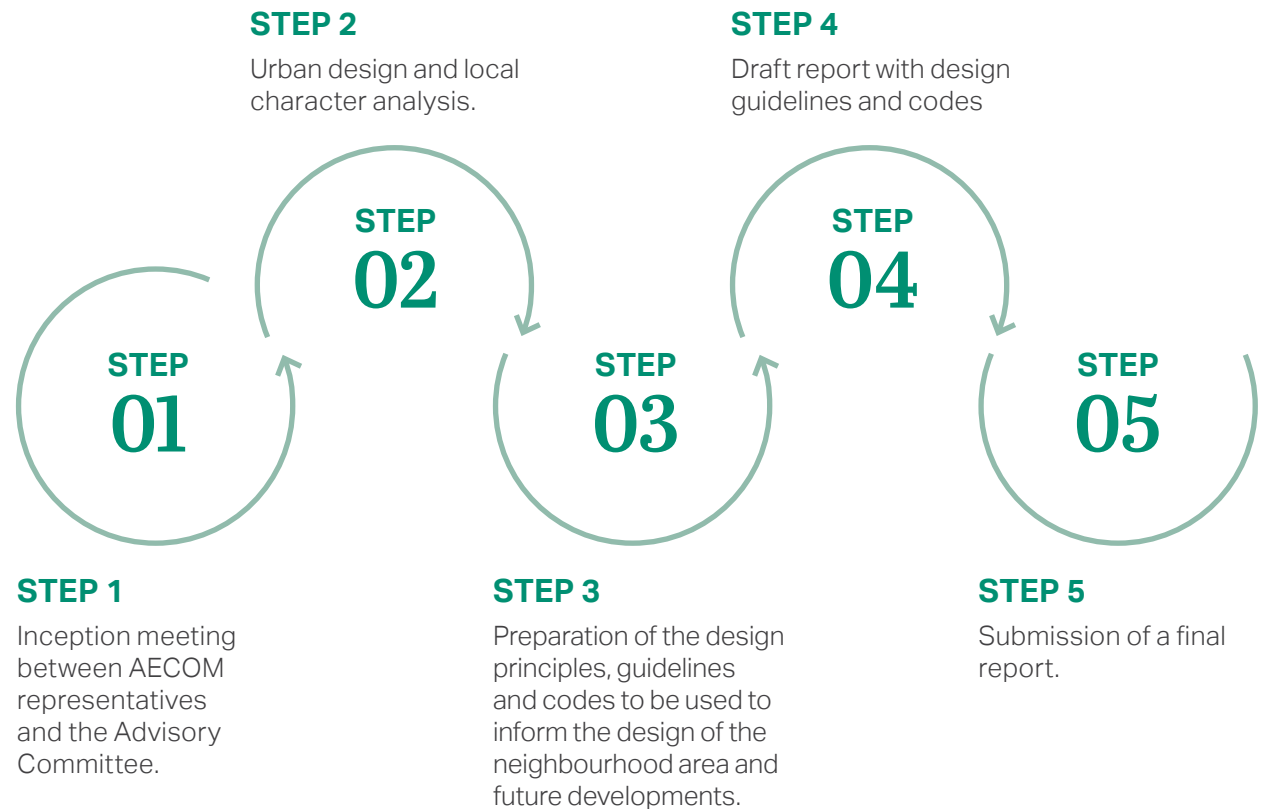 STEP 2
Urban design and local
character analysis.
STEP 4
Draft report with design
guidelines and codes
STEP
01
STEP
02
STEP
03
STEP
04
STEP
05
STEP 1
Inception meeting
between AECOM
representatives
and the Advisory
Committee.
STEP 3
Preparation of the design
principles, guidelines
and codes to be used to
inform the design of the
neighbourhood area and
future developments.
STEP 5
Submission of a final
report.